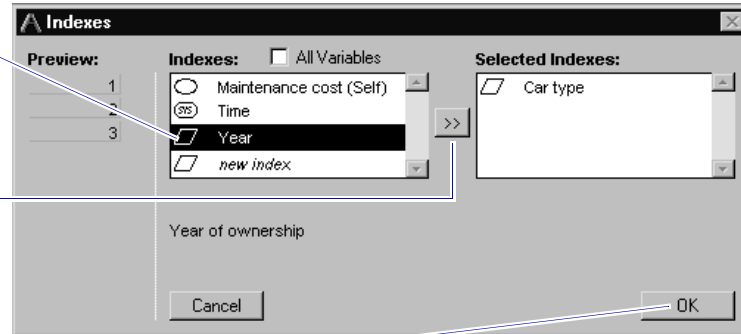 Indexes
Preview:
1
2
3
Indexes:
All Variables
Maintenance cost (Self)
SYS Time
Year
new index
>>
Selected Indexes:
Car type
Year of ownership
Cancel
OK